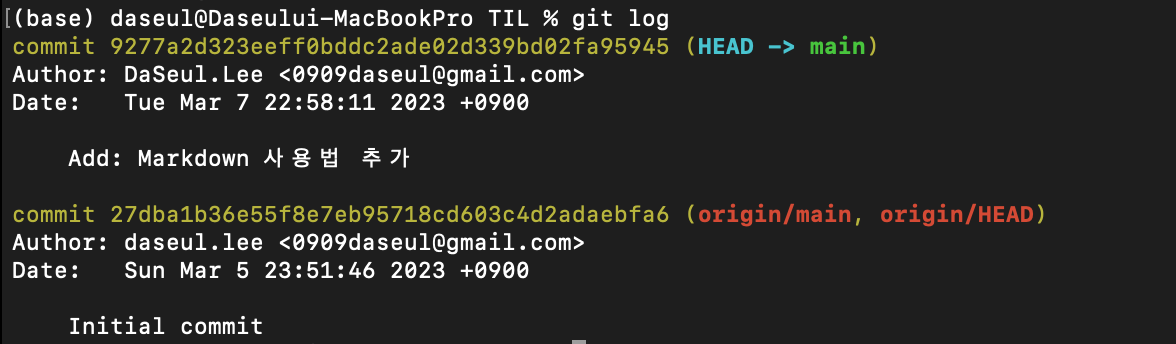 (base) daseul@Daseului-MacBookPro TIL % git log
commit 9277a2d323eeff0bddc2ade02d339bd02fa95945 (HEAD -> main)
Author: DaSeul.Lee <0909daseul@gmail.com>
Date:   Tue Mar 7 22:58:11 2023 +0900
    Add: Markdown 사용법 추가
commit 27dba1b36e55f8e7eb95718cd603c4d2adaebfa6 (origin/main, origin/HEAD)
Author: daseul.lee <0909daseul@gmail.com>
Date:   Sun Mar 5 23:51:46 2023 +0900
    Initial commit